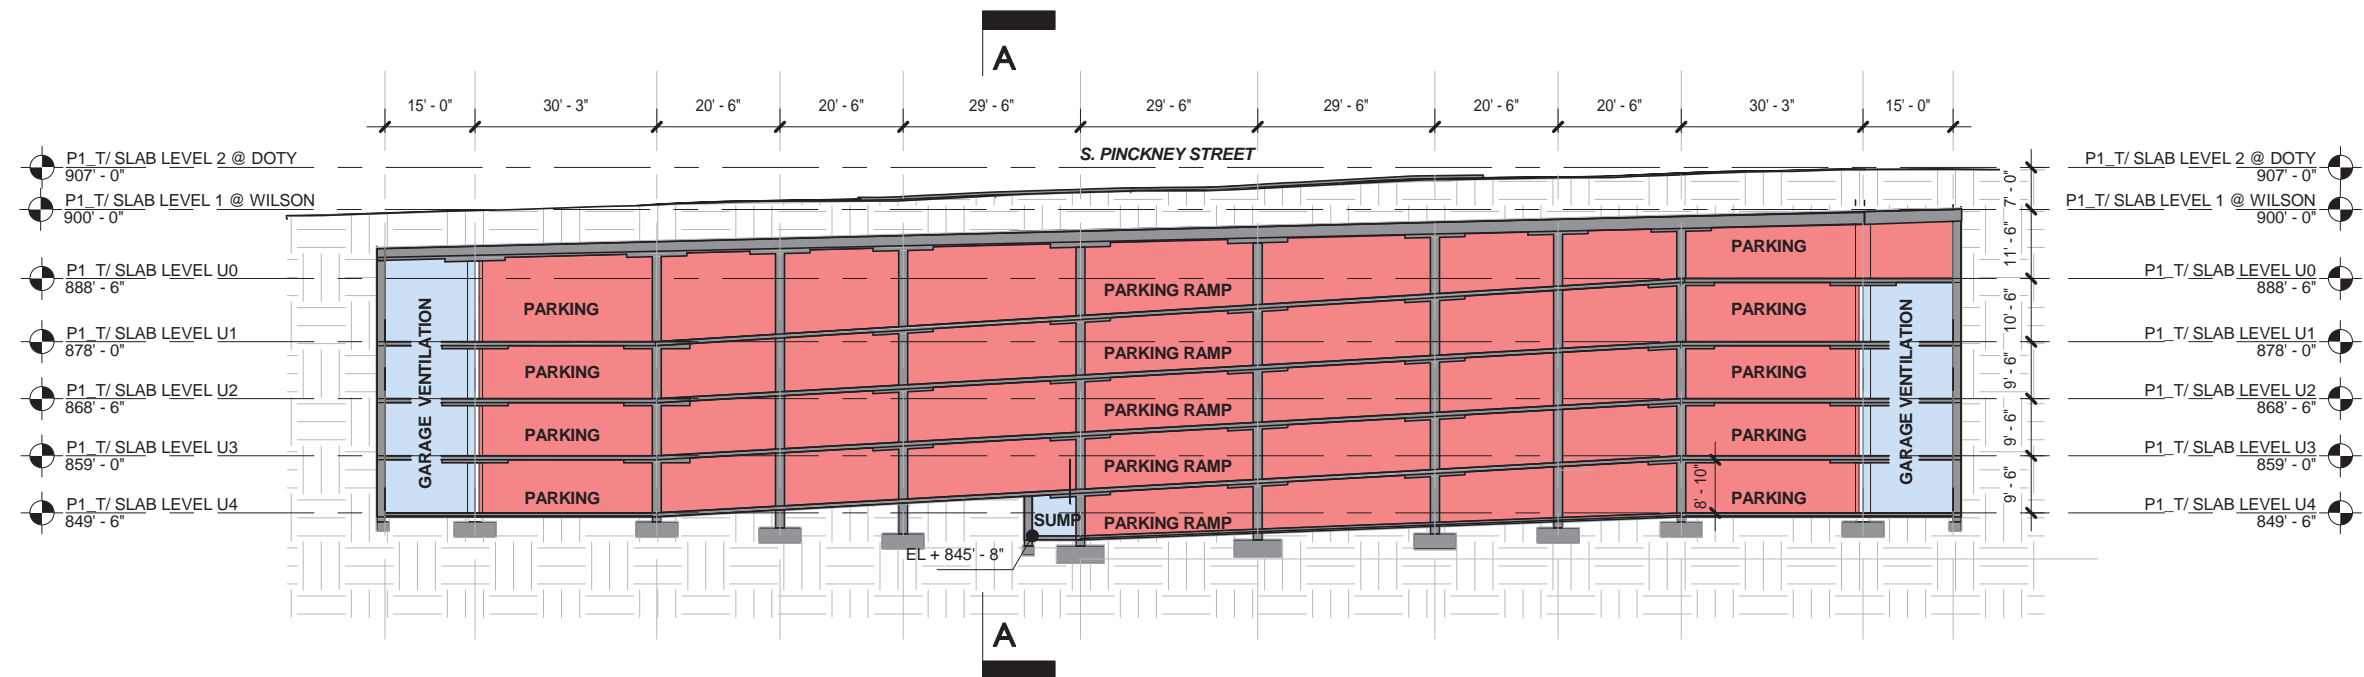 A
15' - 0"
30' - 3"
20' - 6"
20' - 6"
29' - 6"
29' - 6"
29' - 6"
20' - 6"
20' - 6"
30' - 3"
15' - 0"
S. PINCKNEY STREET
P1_T/ SLAB LEVEL 2 @ DOTY
907' - 0"
P1_T/ SLAB LEVEL 1 @ WILSON
900' - 0"
P1_T/ SLAB LEVEL U0
888' - 6"
P1_T/ SLAB LEVEL U1
878' - 0"
P1_T/ SLAB LEVEL U2
868' - 6"
P1_T/ SLAB LEVEL U3
859' - 0"
P1_T/ SLAB LEVEL U4
849' - 6"
GARAGE VENTILATION
PARKING
PARKING
PARKING
PARKING
PARKING RAMP
PARKING RAMP
PARKING RAMP
PARKING RAMP
PARKING RAMP
SUMP
EL + 845' - 8"
PARKING
PARKING
PARKING
PARKING
PARKING
8' - 10"
GARAGE VENTILATION
7' - 0"
11' - 6"
10' - 6"
9' - 6"
9' - 6"
9' - 6"
P1_T/ SLAB LEVEL 2 @ DOTY
907' - 0"
P1_T/ SLAB LEVEL 1 @ WILSON
900' - 0"
P1_T/ SLAB LEVEL U0
888' - 6"
P1_T/ SLAB LEVEL U1
878' - 0"
P1_T/ SLAB LEVEL U2
868' - 6"
P1_T/ SLAB LEVEL U3
859' - 0"
P1_T/ SLAB LEVEL U4
849' - 6"
A